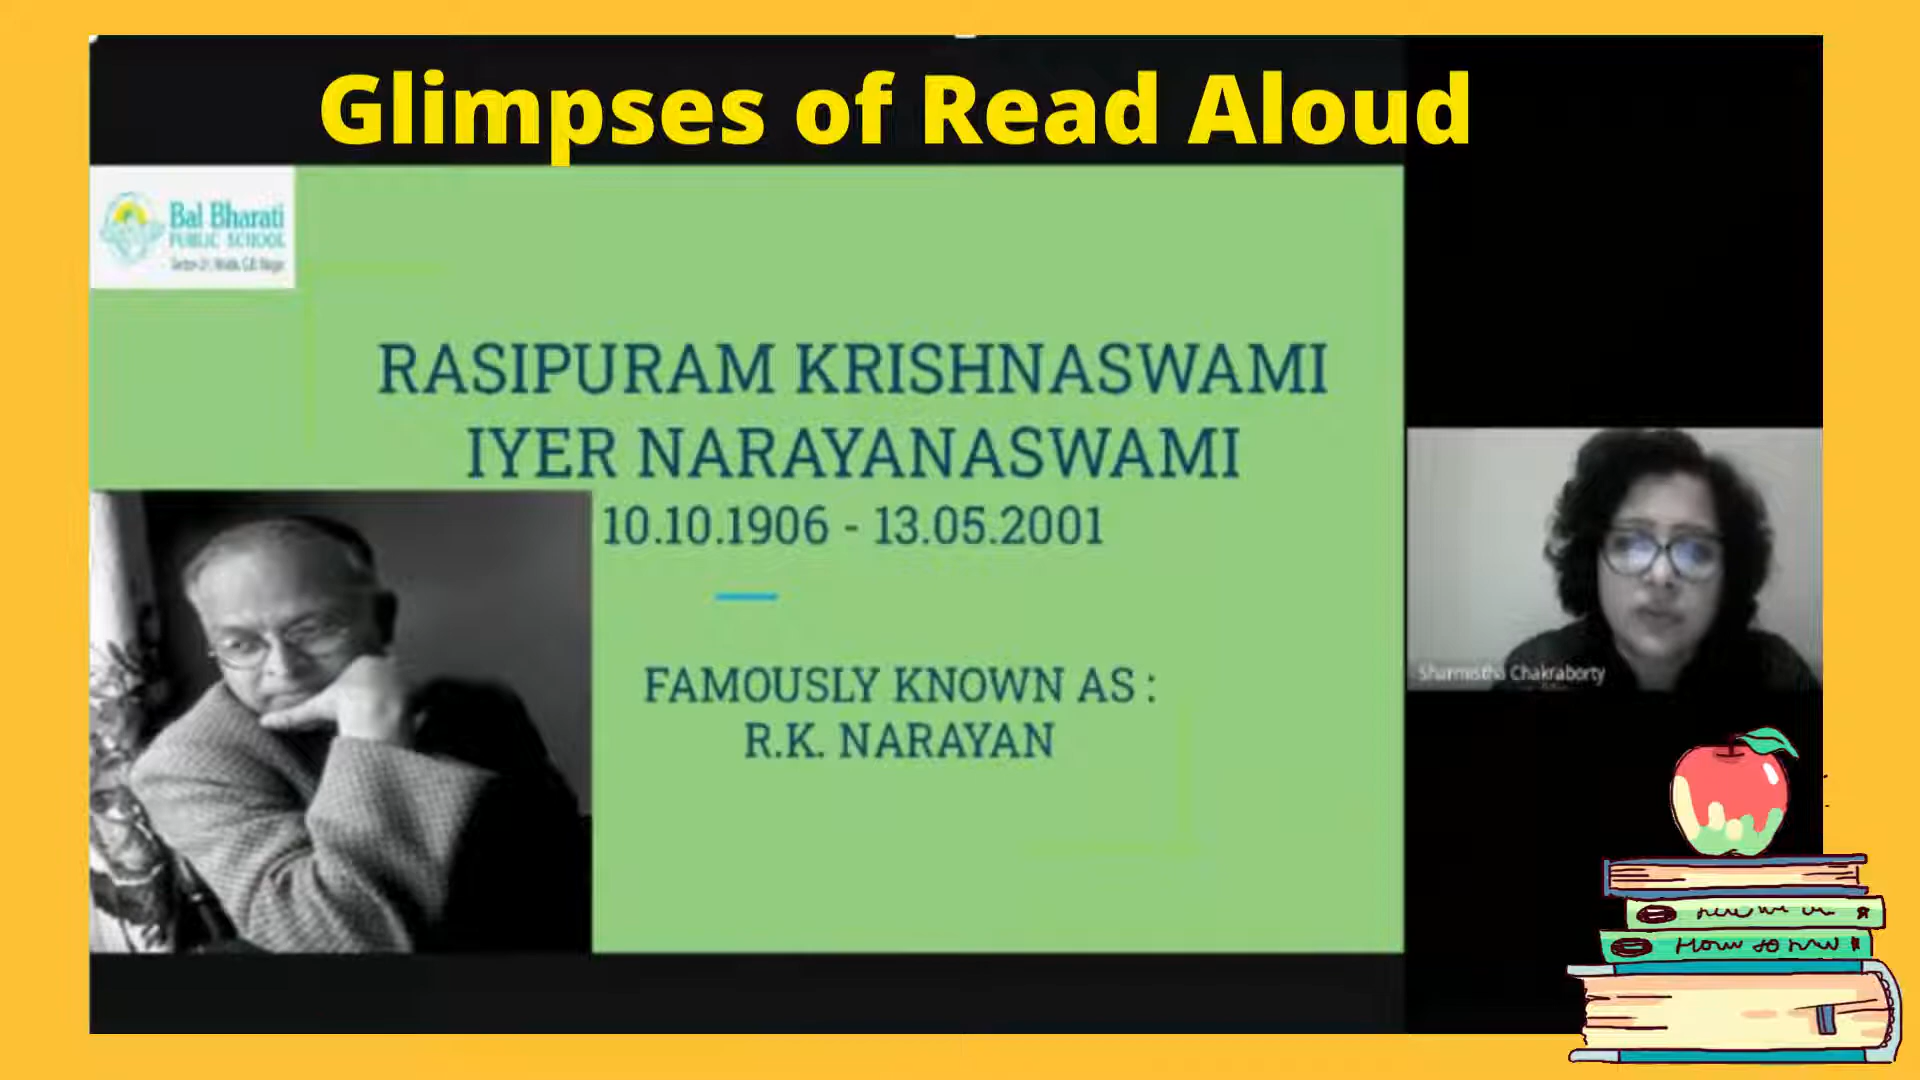 Glimpses of Read Aloud
Bal Bharati
PUBLIC SCHOOL
RASIPURAM KRISHNASWAMI
IYER NARAYANASWAMI
10.10.1906 - 13.05.2001
FAMOUSLY KNOWN AS :
R.K. NARAYAN
Sharmistha Chakraborty